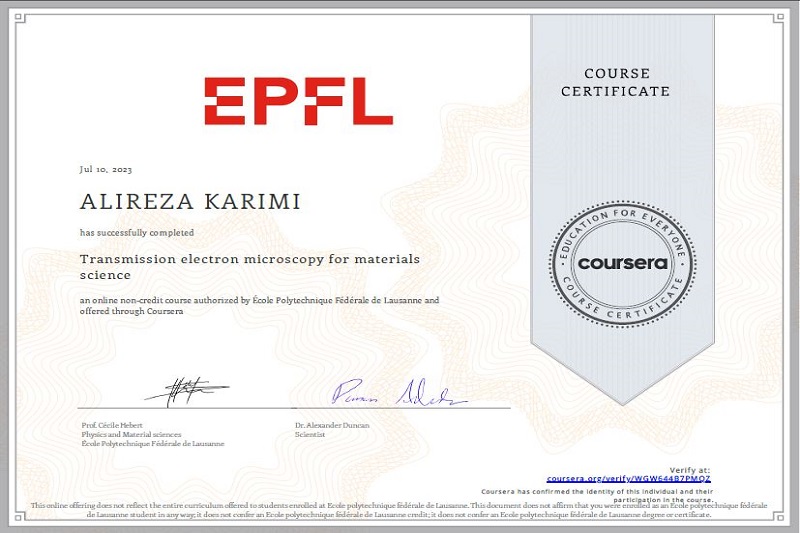 EPFL
COURSE
CERTIFICATE
Jul 10, 2023
ALIREZA KARIMI
has successfully completed
Transmission electron microscopy for materials
science
an online non-credit course authorized by École Polytechnique Fédérale de Lausanne and
offered through Coursera
EDUCATION FOR EVERYONE
coursera
COURSE CERTIFICATE
Prof. Cécile Hebert
Physics and Material sciences
École Polytechnique Fédérale de Lausanne
Dr. Alexander Duncan
Scientist
Verify at:
coursera.org/verify/WGW644B7PMQZ
Coursera has confirmed the identity of this individual and their
participation in the course.
This online offering does not reflect the entire curriculum offered to students enrolled at Ecole polytechnique fédérale de Lausanne. This document does not affirm that you were enrolled as an Ecole polytechnique fédérale
de Lausanne student in any way; it does not confer an Ecole polytechnique fédérale de Lausanne credit; it does not confer an Ecole polytechnique fédérale de Lausanne degree or certificate.